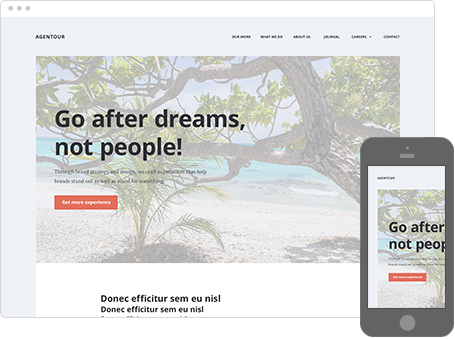 AGENTOUR
OUR WORK WHAT WE DO ABOUT US JOURNAL CAREERS CONTACT
Go after dreams,
not people!
Through brand strategy and design, we craft experiences that help
brands stand out as well as stand for something.
Get more experience
Donec efficitur sem eu nisl
Donec efficitur sem eu nisl
AGENTOUR
Go after
not peop
Get more experience